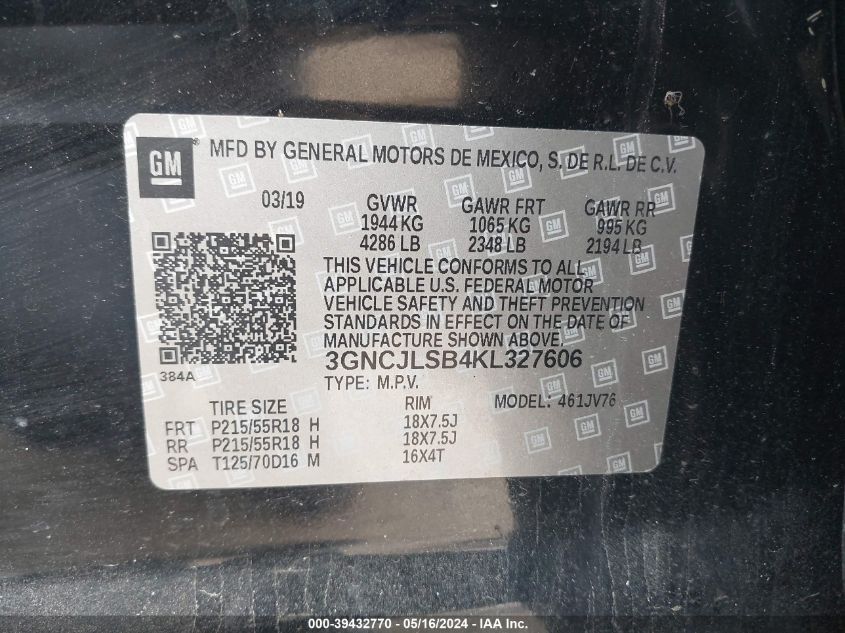 GM MFD BY GENERAL MOTORS DE MEXICO, S. DE R.L. DE C.V.
03/19 GVWR GAWR FRT GAWR RR
1944 KG 1065 KG 995 KG
4286 LB 2348 LB 2194 LB
THIS VEHICLE CONFORMS TO ALL
APPLICABLE U.S. FEDERAL MOTOR
VEHICLE SAFETY AND THEFT PREVENTION
STANDARDS IN EFFECT ON THE DATE OF
MANUFACTURE SHOWN ABOVE.
384A 3GNCJLSB4KL327606
TYPE: M.P.V. MODEL: 461JV76
TIRE SIZE RIM
FRT P215/55R18 H 18X7.5J
RR P215/55R18 H 18X7.5J
SPA T125/70D16 M 16X4T
000-39432770 - 05/16/2024 - IMAGE COPYRIGHT IAA, LLC.